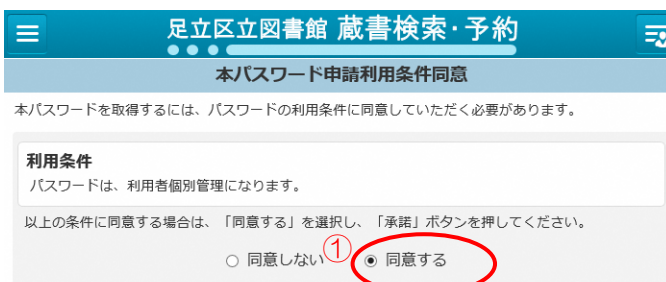 足立区立図書館 蔵書検索・予約
本パスワード申請利用条件同意
本パスワードを取得するには、パスワードの利用条件に同意していただく必要があります。
利用条件
パスワードは、利用者個別管理になります。
以上の条件に同意する場合は、「同意する」を選択し、「承諾」ボタンを押してください。
同意しない ① 同意する